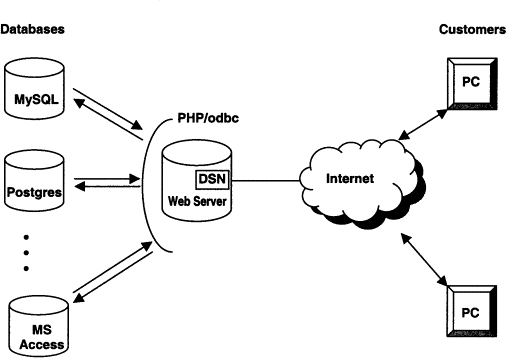 Databases
Customers
MySQL
PC
PHP/odbc
DSN
Postgres
Web Server
Internet
MS
Access
PC